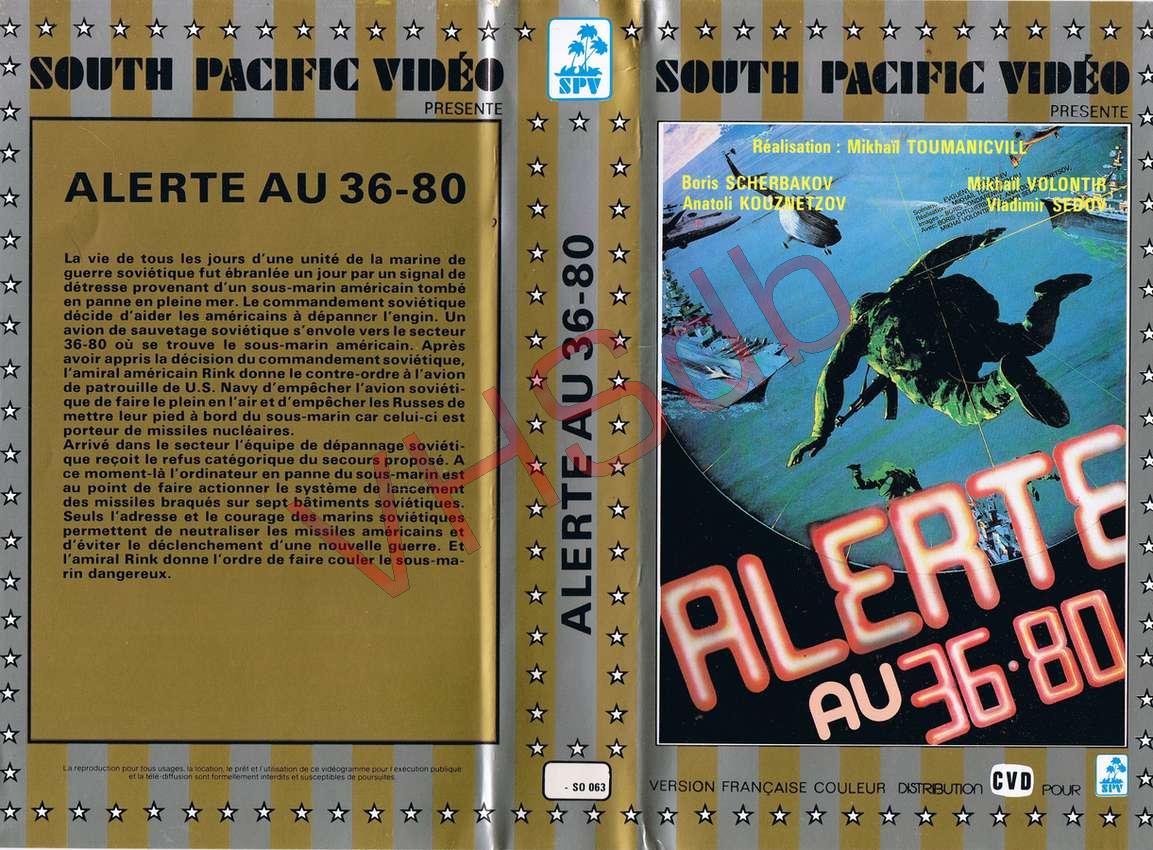 SOUTH PACIFIC VIDÉO
PRESENTE
ALERTE AU 36-80
La vie de tous les jours d'une unité de la marine de
guerre soviétique fut ébranlée un jour par un signal de
détresse provenant d'un sous-marin américain tombé
en panne en pleine mer. Le commandement soviétique
décide d'aider les américains à dépanner l'engin. Un
avion de sauvetage soviétique s'envole vers le secteur
36-80 où se trouve le sous-marin américain. Après
avoir appris la décision du commandement soviétique,
l'amiral américain Rink donne le contre-ordre à l'avion
de patrouille de U.S. Navy d'empêcher l'avion soviéti-
que de faire le plein en l'air et d'empêcher les Russes de
mettre leur pied à bord du sous-marin car celui-ci est
porteur de missiles nucléaires.
Arrivé dans le secteur l'équipe de dépannage soviéti-
que reçoit le refus catégorique du secours proposé. A
ce moment-là l'ordinateur en panne du sous-marin est
au point de faire actionner le système de lancement
des missiles braqués sur sept bâtiments soviétiques.
Seuls l'adresse et le courage des marins soviétiques
permettent de neutraliser les missiles américains et
d'éviter le déclenchement d'une nouvelle guerre. Et
l'amiral Rink donne l'ordre de faire couler le sous-ma-
rin dangereux.
La reproduction pour tous usages, la location, le prêt et l'utilisation de ce vidéogramme pour l'exécution publique
et la télé-diffusion sont formellement interdits et susceptibles de poursuites.
SPV
ALERTE AU 36-80
- SO 063
SOUTH PACIFIC VIDÉO
PRESENTE
Réalisation : Mikhaïl TOUMANICVILL
Boris SCHERBAKOV
Anatoli KOUZNETZOV
Mikhaïl VOLONTIR
Vladimir SEDOV
ALERTE
AU 36·80
VERSION FRANÇAISE COULEUR DISTRIBUTION CVD POUR SPV
VHSdb